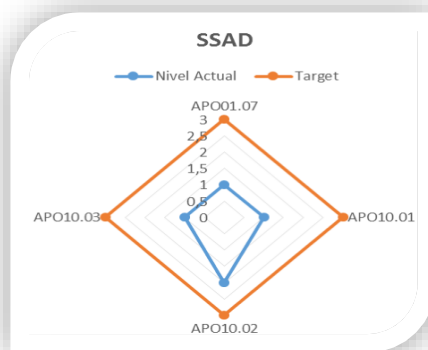 SSAD
Nivel Actual Target
APO01.07
3
2,5
2
1,5
1
0,5
0
APO10.03 APO10.01
APO10.02